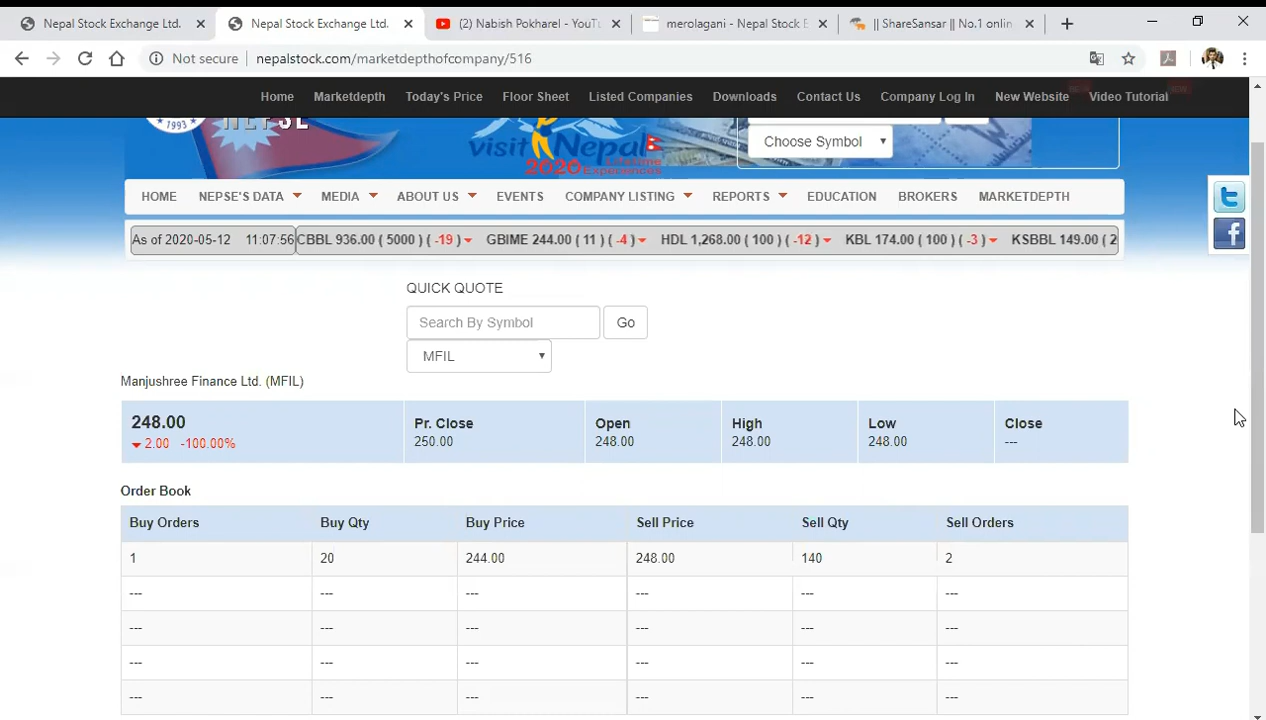 Nepal Stock Exchange Ltd.
Nepal Stock Exchange Ltd.
(2) Nabish Pokharel - YouT
merolagani - Nepal Stock E
|| ShareSansar || No.1 onlin
Not secure
nepalstock.com/marketdepthofcompany/516
Home Marketdepth Today's Price Floor Sheet Listed Companies Downloads Contact Us Company Log In New Website Video Tutorial
1993
NEPSE
visit Nepal
2020 Lifetime
Experiences
Choose Symbol
HOME NEPSE'S DATA MEDIA ABOUT US EVENTS COMPANY LISTING REPORTS EDUCATION BROKERS MARKETDEPTH
As of 2020-05-12 11:07:56 CBBL 936.00 ( 5000 ) ( -19 ) GBIME 244.00 ( 11 ) ( -4 ) HDL 1,268.00 ( 100 ) ( -12 ) KBL 174.00 ( 100 ) ( -3 ) KSBBL 149.00 ( 2
QUICK QUOTE
Search By Symbol Go
MFIL
Manjushree Finance Ltd. (MFIL)
248.00 Pr. Close Open High Low Close
2.00 -100.00% 250.00 248.00 248.00 248.00 ---
Order Book
Buy Orders Buy Qty Buy Price Sell Price Sell Qty Sell Orders
1 20 244.00 248.00 140 2
--- --- --- --- --- ---
--- --- --- --- --- ---
--- --- --- --- --- ---
--- --- --- --- --- ---